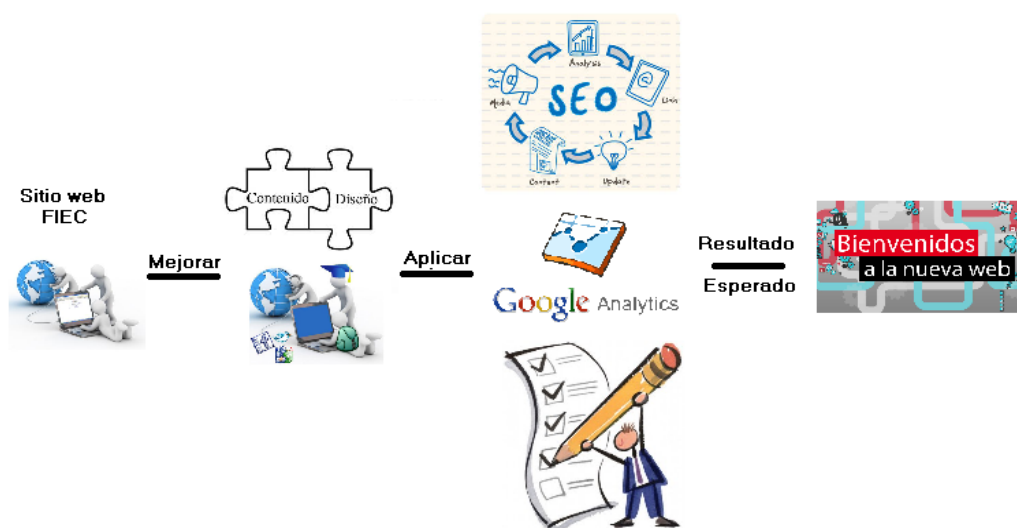 Sitio web
FIEC
Mejorar
Contenido
Diseño
Aplicar
Analysis
Link
Update
Content
Media
SEO
Google Analytics
Resultado
Esperado
Bienvenidos
a la nueva web